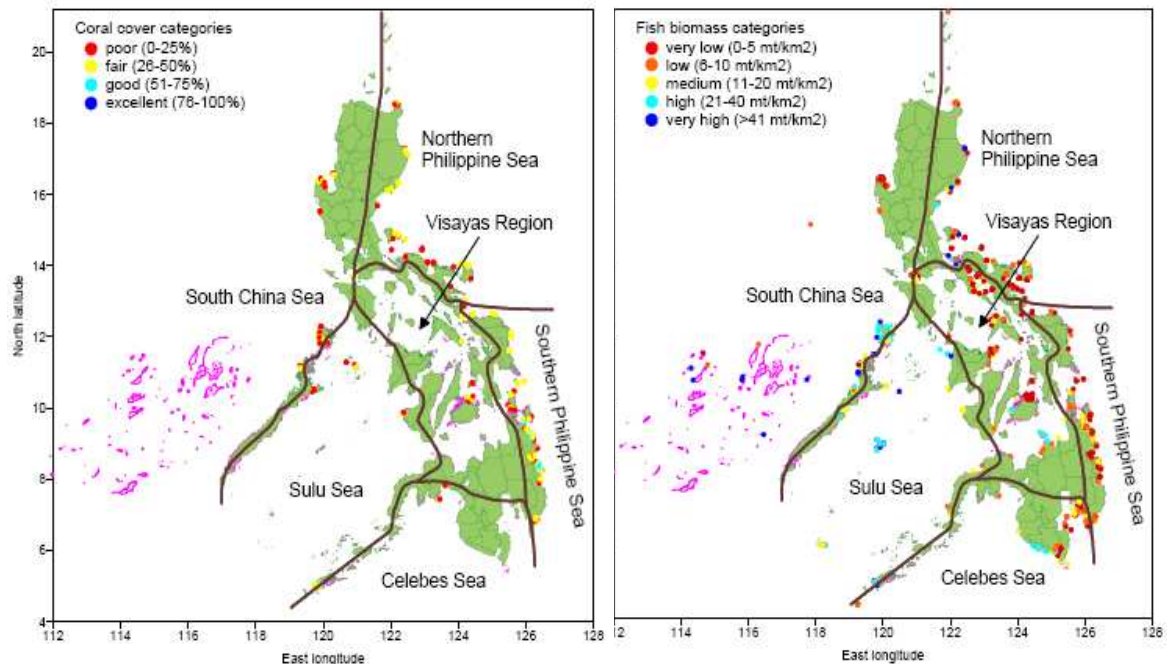 Coral cover categories
poor (0-25%)
fair (26-50%)
good (51-75%)
excellent (76-100%)
Northern
Philippine Sea
Visayas Region
South China Sea
Southern Philippine Sea
Sulu Sea
Celebes Sea
North latitude
20
18
16
14
12
10
8
6
4
112
114
116
118
120
122
124
126
128
East longitude
Fish biomass categories
very low (0-5 mt/km2)
low (6-10 mt/km2)
medium (11-20 mt/km2)
high (21-40 mt/km2)
very high (>41 mt/km2)
Northern
Philippine Sea
Visayas Region
South China Sea
Southern Philippine Sea
Sulu Sea
Celebes Sea
12
114
116
118
120
122
124
126
128
East longitude